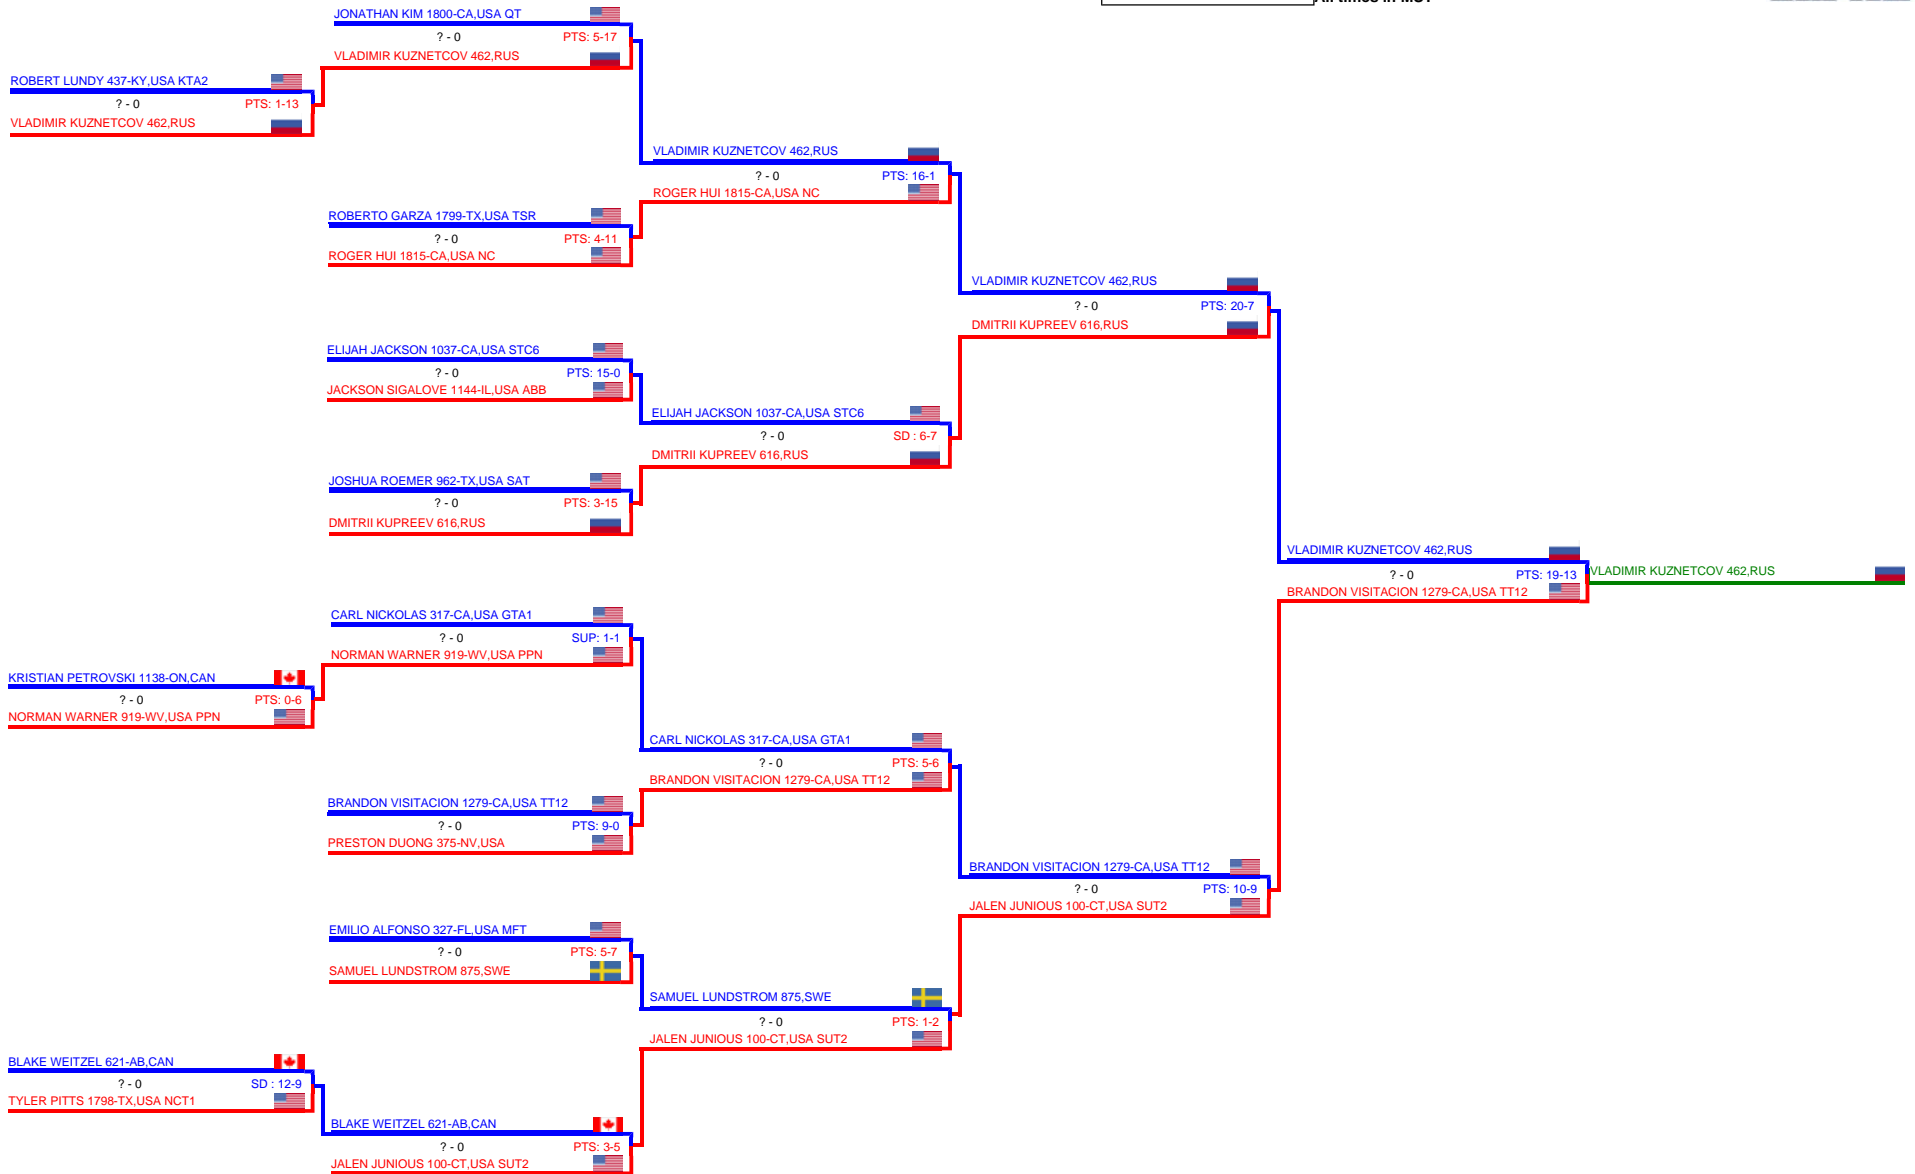 All times in MST
JONATHAN KIM 1800-CA,USA QT
? - 0 PTS: 5-17
VLADIMIR KUZNETCOV 462,RUS
ROBERT LUNDY 437-KY,USA KTA2
? - 0 PTS: 1-13
VLADIMIR KUZNETCOV 462,RUS
VLADIMIR KUZNETCOV 462,RUS
? - 0 PTS: 16-1
ROGER HUI 1815-CA,USA NC
ROBERTO GARZA 1799-TX,USA TSR
? - 0 PTS: 4-11
ROGER HUI 1815-CA,USA NC
VLADIMIR KUZNETCOV 462,RUS
? - 0 PTS: 20-7
DMITRII KUPREEV 616,RUS
ELIJAH JACKSON 1037-CA,USA STC6
? - 0 PTS: 15-0
JACKSON SIGALOVE 1144-IL,USA ABB
ELIJAH JACKSON 1037-CA,USA STC6
? - 0 SD : 6-7
DMITRII KUPREEV 616,RUS
JOSHUA ROEMER 962-TX,USA SAT
? - 0 PTS: 3-15
DMITRII KUPREEV 616,RUS
VLADIMIR KUZNETCOV 462,RUS
? - 0 PTS: 19-13
BRANDON VISITACION 1279-CA,USA TT12
VLADIMIR KUZNETCOV 462,RUS
CARL NICKOLAS 317-CA,USA GTA1
? - 0 SUP: 1-1
NORMAN WARNER 919-WV,USA PPN
KRISTIAN PETROVSKI 1138-ON,CAN
? - 0 PTS: 0-6
NORMAN WARNER 919-WV,USA PPN
CARL NICKOLAS 317-CA,USA GTA1
? - 0 PTS: 5-6
BRANDON VISITACION 1279-CA,USA TT12
BRANDON VISITACION 1279-CA,USA TT12
? - 0 PTS: 9-0
PRESTON DUONG 375-NV,USA
BRANDON VISITACION 1279-CA,USA TT12
? - 0 PTS: 10-9
JALEN JUNIOUS 100-CT,USA SUT2
EMILIO ALFONSO 327-FL,USA MFT
? - 0 PTS: 5-7
SAMUEL LUNDSTROM 875,SWE
SAMUEL LUNDSTROM 875,SWE
? - 0 PTS: 1-2
JALEN JUNIOUS 100-CT,USA SUT2
BLAKE WEITZEL 621-AB,CAN
? - 0 SD : 12-9
TYLER PITTS 1798-TX,USA NCT1
BLAKE WEITZEL 621-AB,CAN
? - 0 PTS: 3-5
JALEN JUNIOUS 100-CT,USA SUT2